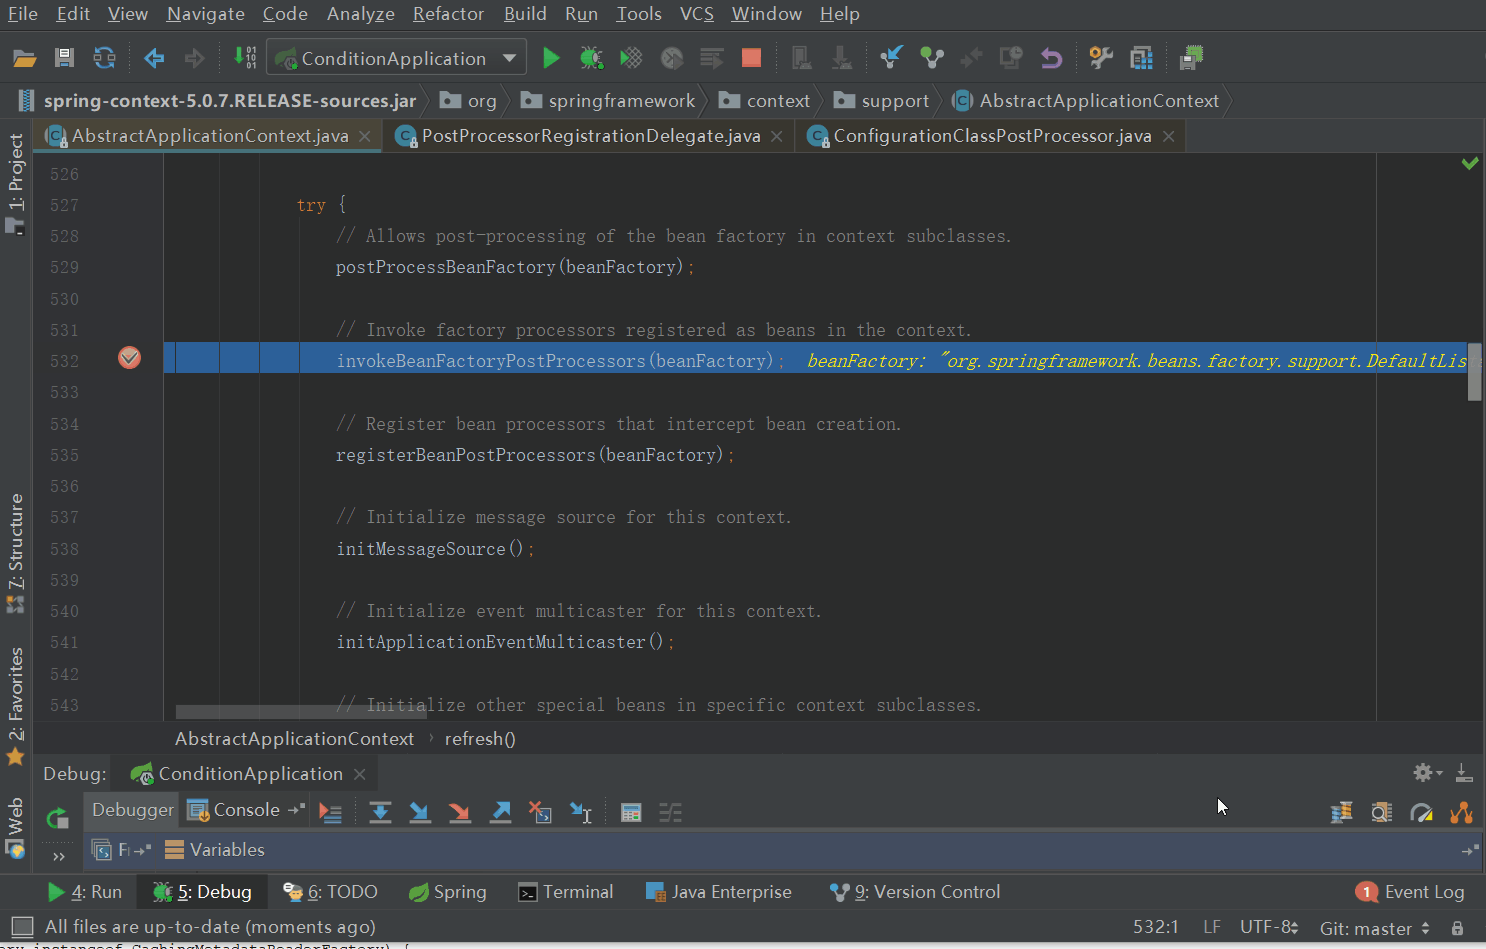 File Edit View Navigate Code Analyze Refactor Build Run Tools VCS Window Help
ConditionApplication
spring-context-5.0.7.RELEASE-sources.jar org springframework context support AbstractApplicationContext
AbstractApplicationContext.java PostProcessorRegistrationDelegate.java ConfigurationClassPostProcessor.java
1: Project
7: Structure
2: Favorites
Web
526
527 try {
528 // Allows post-processing of the bean factory in context subclasses.
529 postProcessBeanFactory(beanFactory);
530
531 // Invoke factory processors registered as beans in the context.
532 invokeBeanFactoryPostProcessors(beanFactory); beanFactory: "org.springframework.beans.factory.support.DefaultLis
533
534 // Register bean processors that intercept bean creation.
535 registerBeanPostProcessors(beanFactory);
536
537 // Initialize message source for this context.
538 initMessageSource();
539
540 // Initialize event multicaster for this context.
541 initApplicationEventMulticaster();
542
543 // Initialize other special beans in specific context subclasses.
AbstractApplicationContext › refresh()
Debug: ConditionApplication
Debugger Console
Variables
4: Run 5: Debug 6: TODO Spring Terminal Java Enterprise 9: Version Control 1 Event Log
All files are up-to-date (moments ago) 532:1 LF UTF-8 Git: master